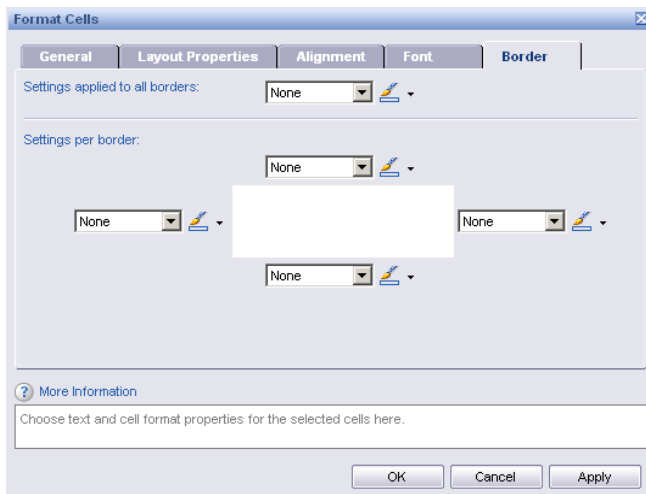 Format Cells
General Layout Properties Alignment Font Border
Settings applied to all borders: None
Settings per border:
None
None None
None
? More Information
Choose text and cell format properties for the selected cells here.
OK Cancel Apply